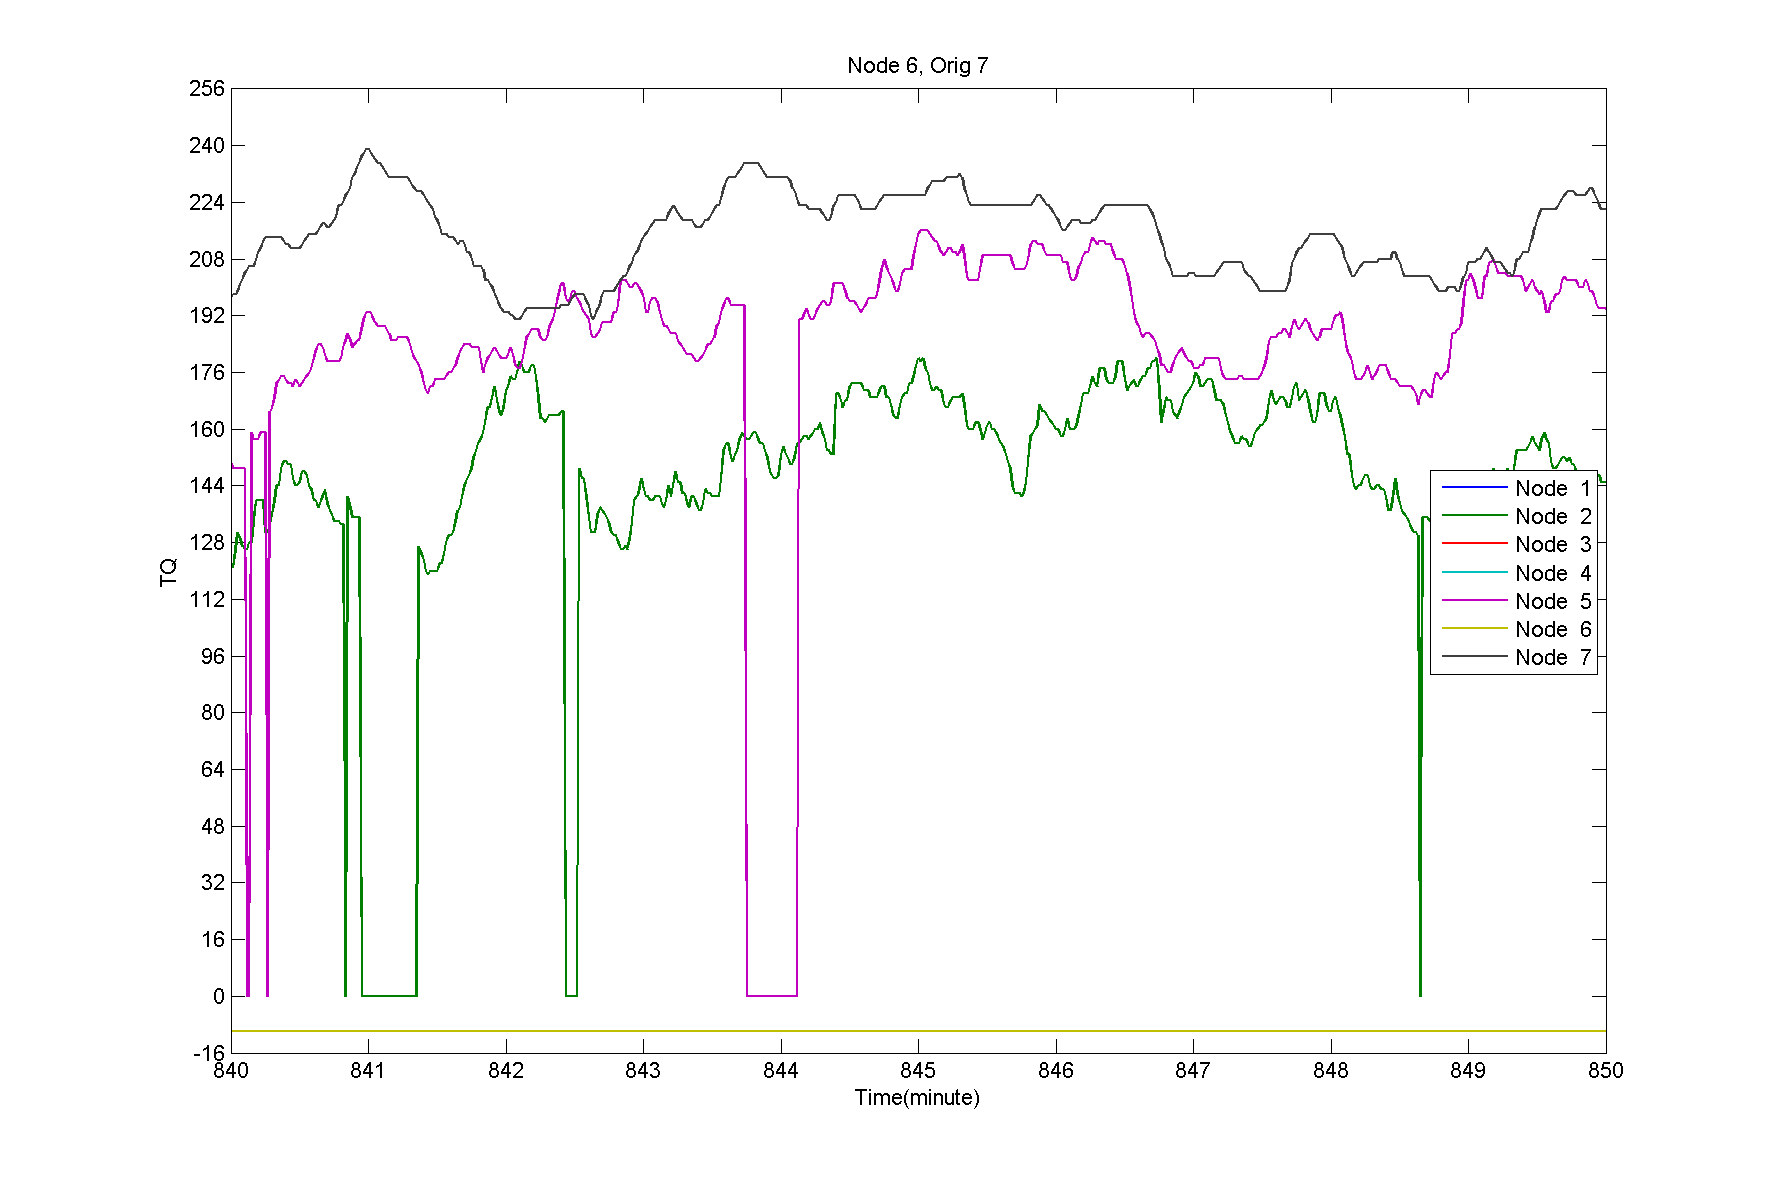 Node 6, Orig 7
256
240
224
208
192
176
160
144
128
112
96
80
64
48
32
16
0
-16
TQ
Node 1
Node 2
Node 3
Node 4
Node 5
Node 6
Node 7
840 841 842 843 844 845 846 847 848 849 850
Time(minute)